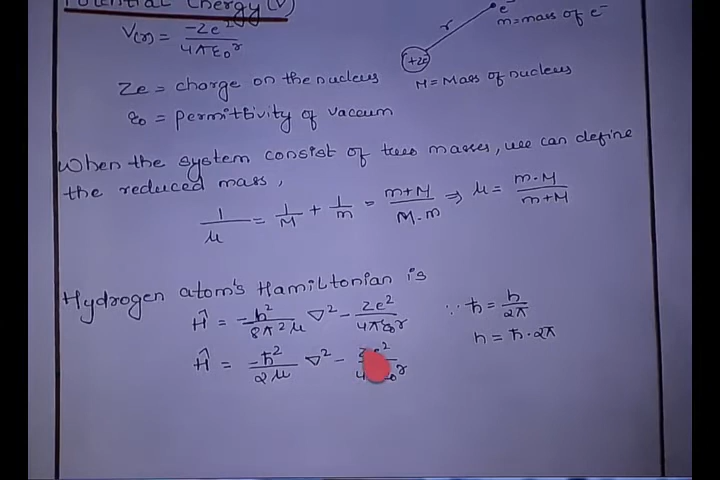 Potential Energy (V)
V(r) = -Ze²/4πε₀r
e⁻
m=mass of e⁻
r
+Ze
Ze = charge on the nucleus
M = Mass of nucleus
ε₀ = permittivity of vaccum
When the system consist of two masses, we can define
the reduced mass,
1/μ = 1/M + 1/m = m+M/M·m ⇒ μ = m·M/m+M
Hydrogen atom's Hamiltonian is
Ĥ = -h²/8π²μ ∇² - Ze²/4πε₀r ∵ ħ = h/2π
h = ħ·2π
Ĥ = -ħ²/2μ ∇² -